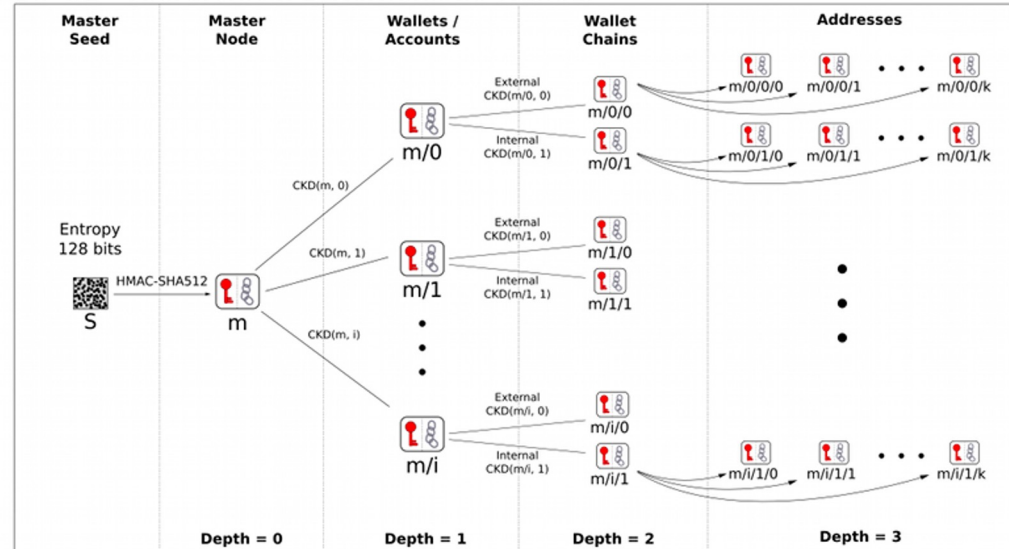 Master
Seed
Master
Node
Wallets /
Accounts
Wallet
Chains
Addresses
Entropy
128 bits
S
HMAC-SHA512
m
CKD(m, 0)
CKD(m, 1)
CKD(m, i)
m/0
m/1
m/i
External
CKD(m/0, 0)
Internal
CKD(m/0, 1)
External
CKD(m/1, 0)
Internal
CKD(m/1, 1)
External
CKD(m/i, 0)
Internal
CKD(m/i, 1)
m/0/0
m/0/1
m/1/0
m/1/1
m/i/0
m/i/1
m/0/0/0 m/0/0/1 m/0/0/k
m/0/1/0 m/0/1/1 m/0/1/k
m/i/1/0 m/i/1/1 m/i/1/k
Depth = 0 Depth = 1 Depth = 2 Depth = 3